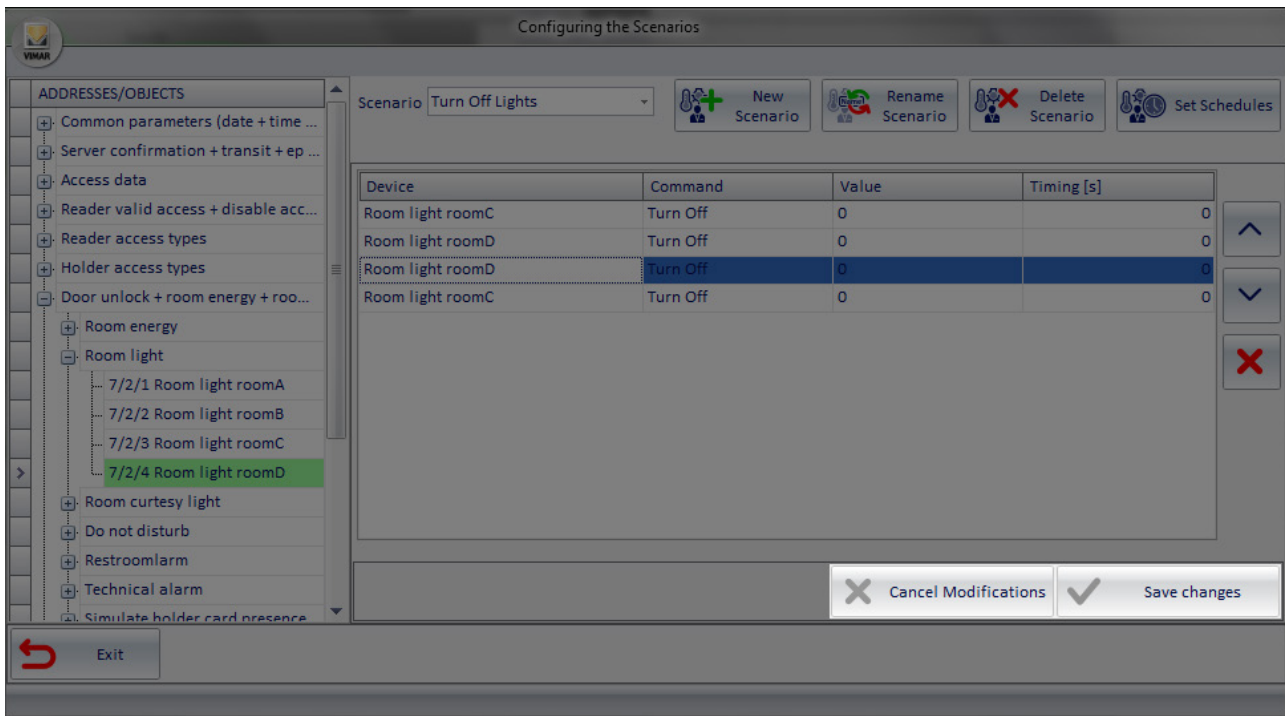 Configuring the Scenarios
VIMAR
ADDRESSES/OBJECTS
Common parameters (date + time ...
Server confirmation + transit + ep ...
Access data
Reader valid access + disable acc...
Reader access types
Holder access types
Door unlock + room energy + roo...
Room energy
Room light
7/2/1 Room light roomA
7/2/2 Room light roomB
7/2/3 Room light roomC
7/2/4 Room light roomD
Room curtesy light
Do not disturb
Restroomlarm
Technical alarm
Simulate holder card presence
Scenario Turn Off Lights
New Scenario
Name
Rename Scenario
Delete Scenario
Set Schedules
Device Command Value Timing [s]
Room light roomC Turn Off 0 0
Room light roomD Turn Off 0 0
Room light roomD Turn Off 0 0
Room light roomC Turn Off 0 0
Cancel Modifications
Save changes
Exit